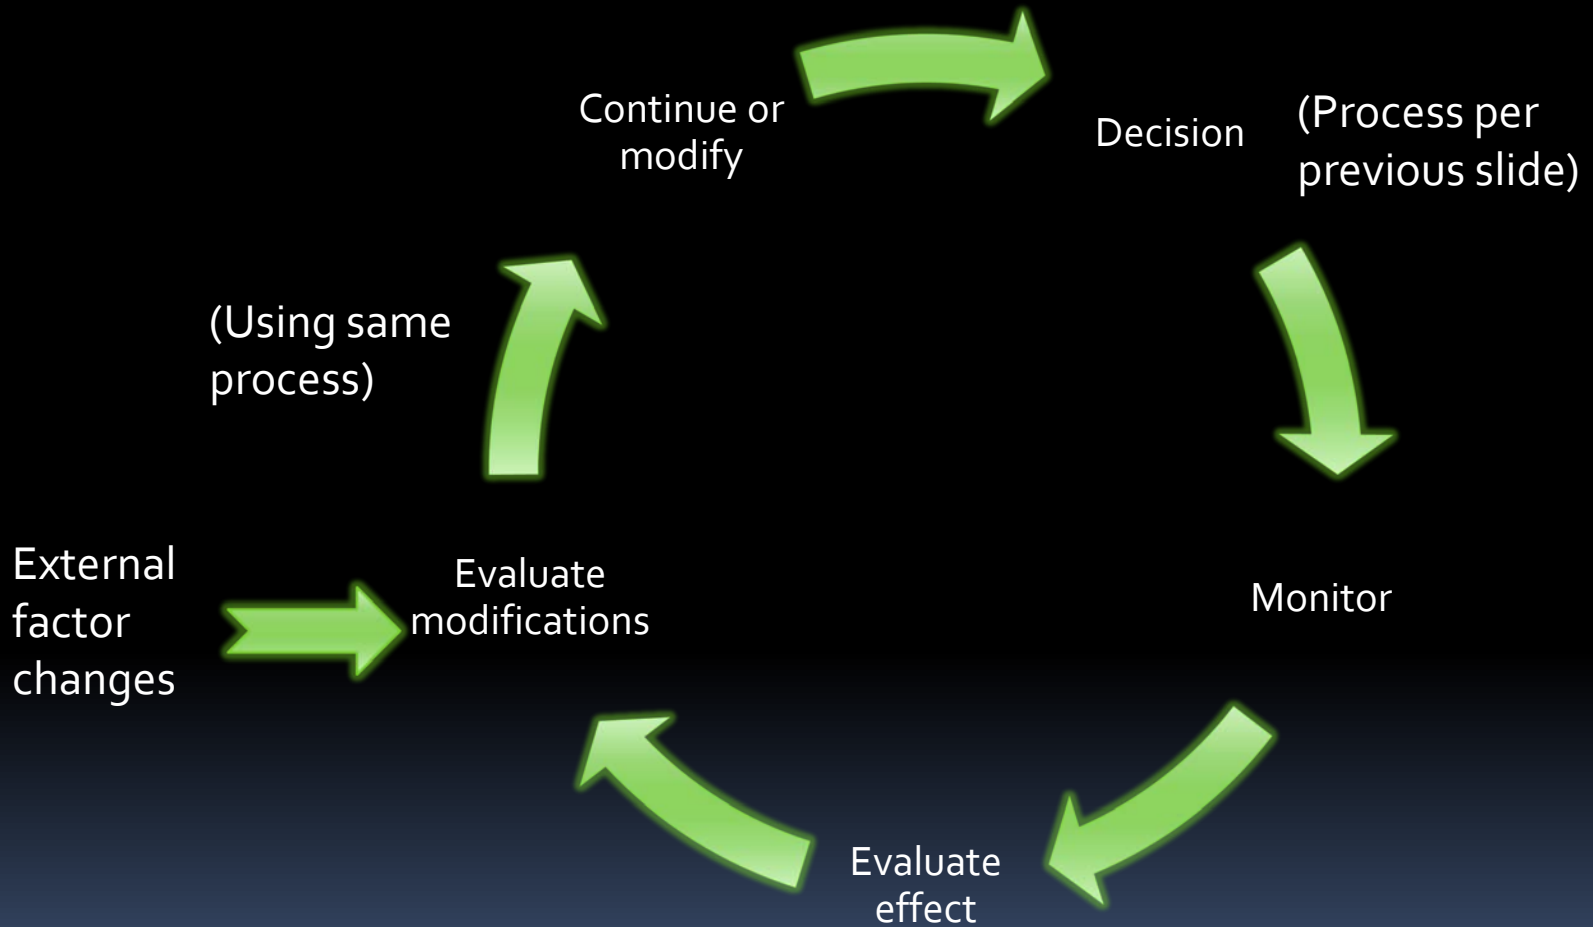 Continue or
modify
Decision
(Process per
previous slide)
(Using same
process)
External
factor
changes
Evaluate
modifications
Monitor
Evaluate
effect